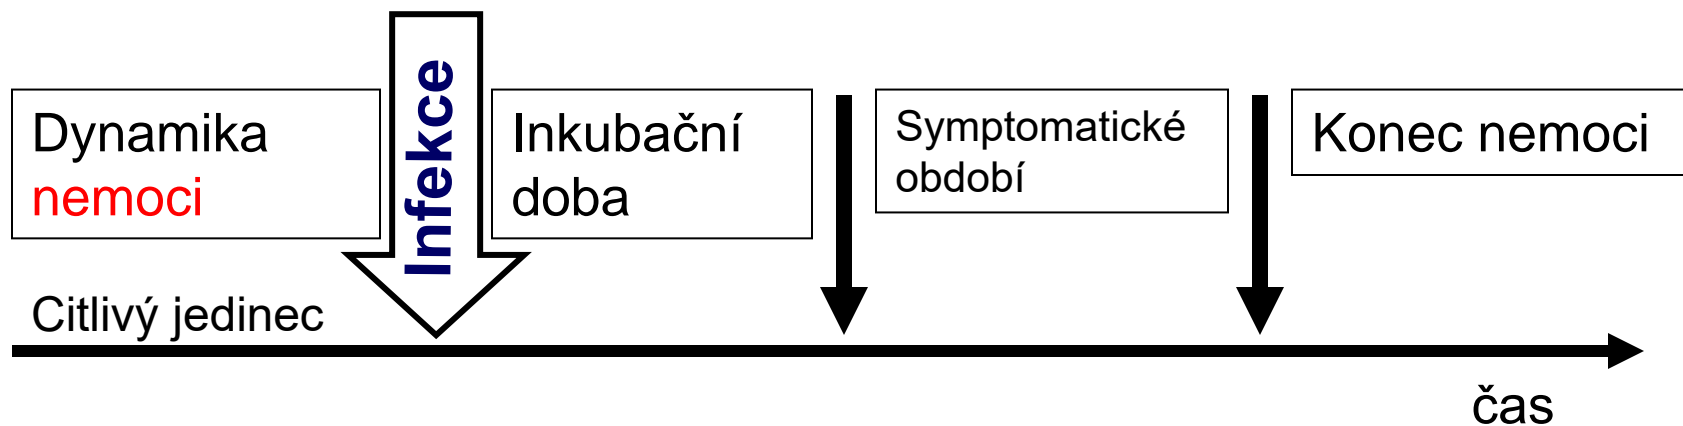 Dynamika
nemoci
Infekce
Inkubační
doba
Symptomatické
období
Konec nemoci
Citlivý jedinec
čas